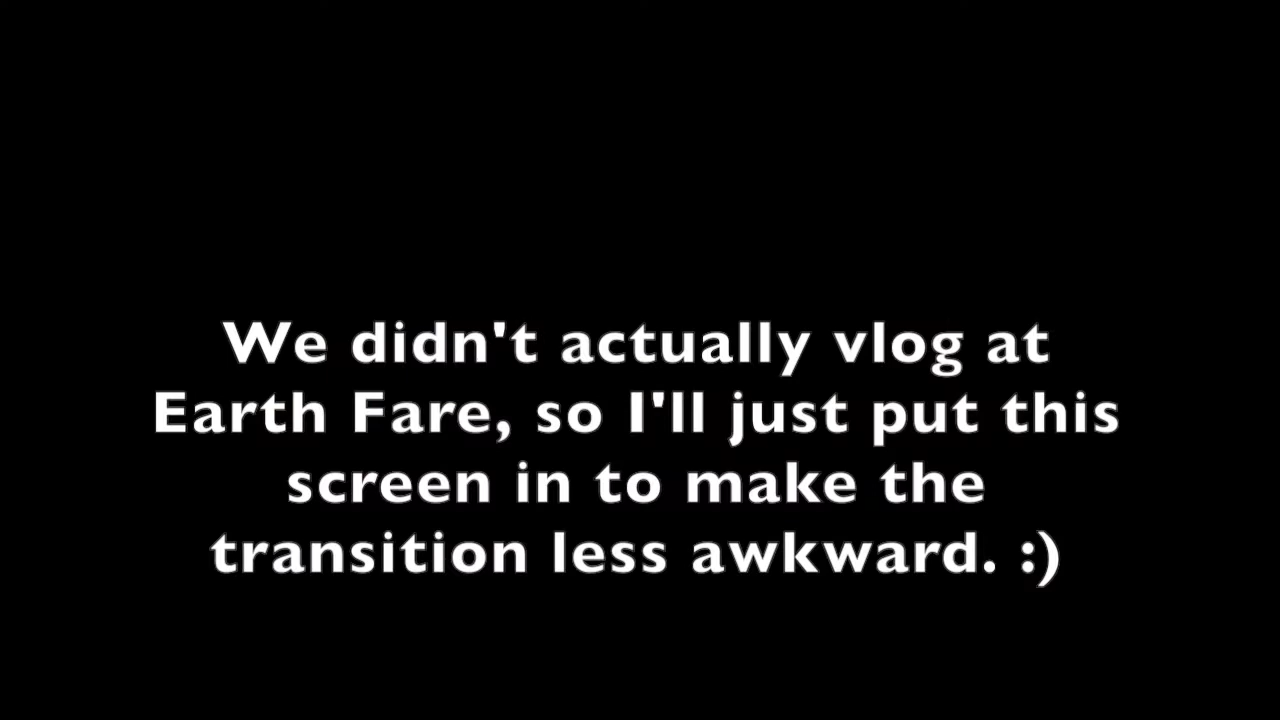 We didn't actually vlog at
Earth Fare, so I'll just put this
screen in to make the
transition less awkward. :)